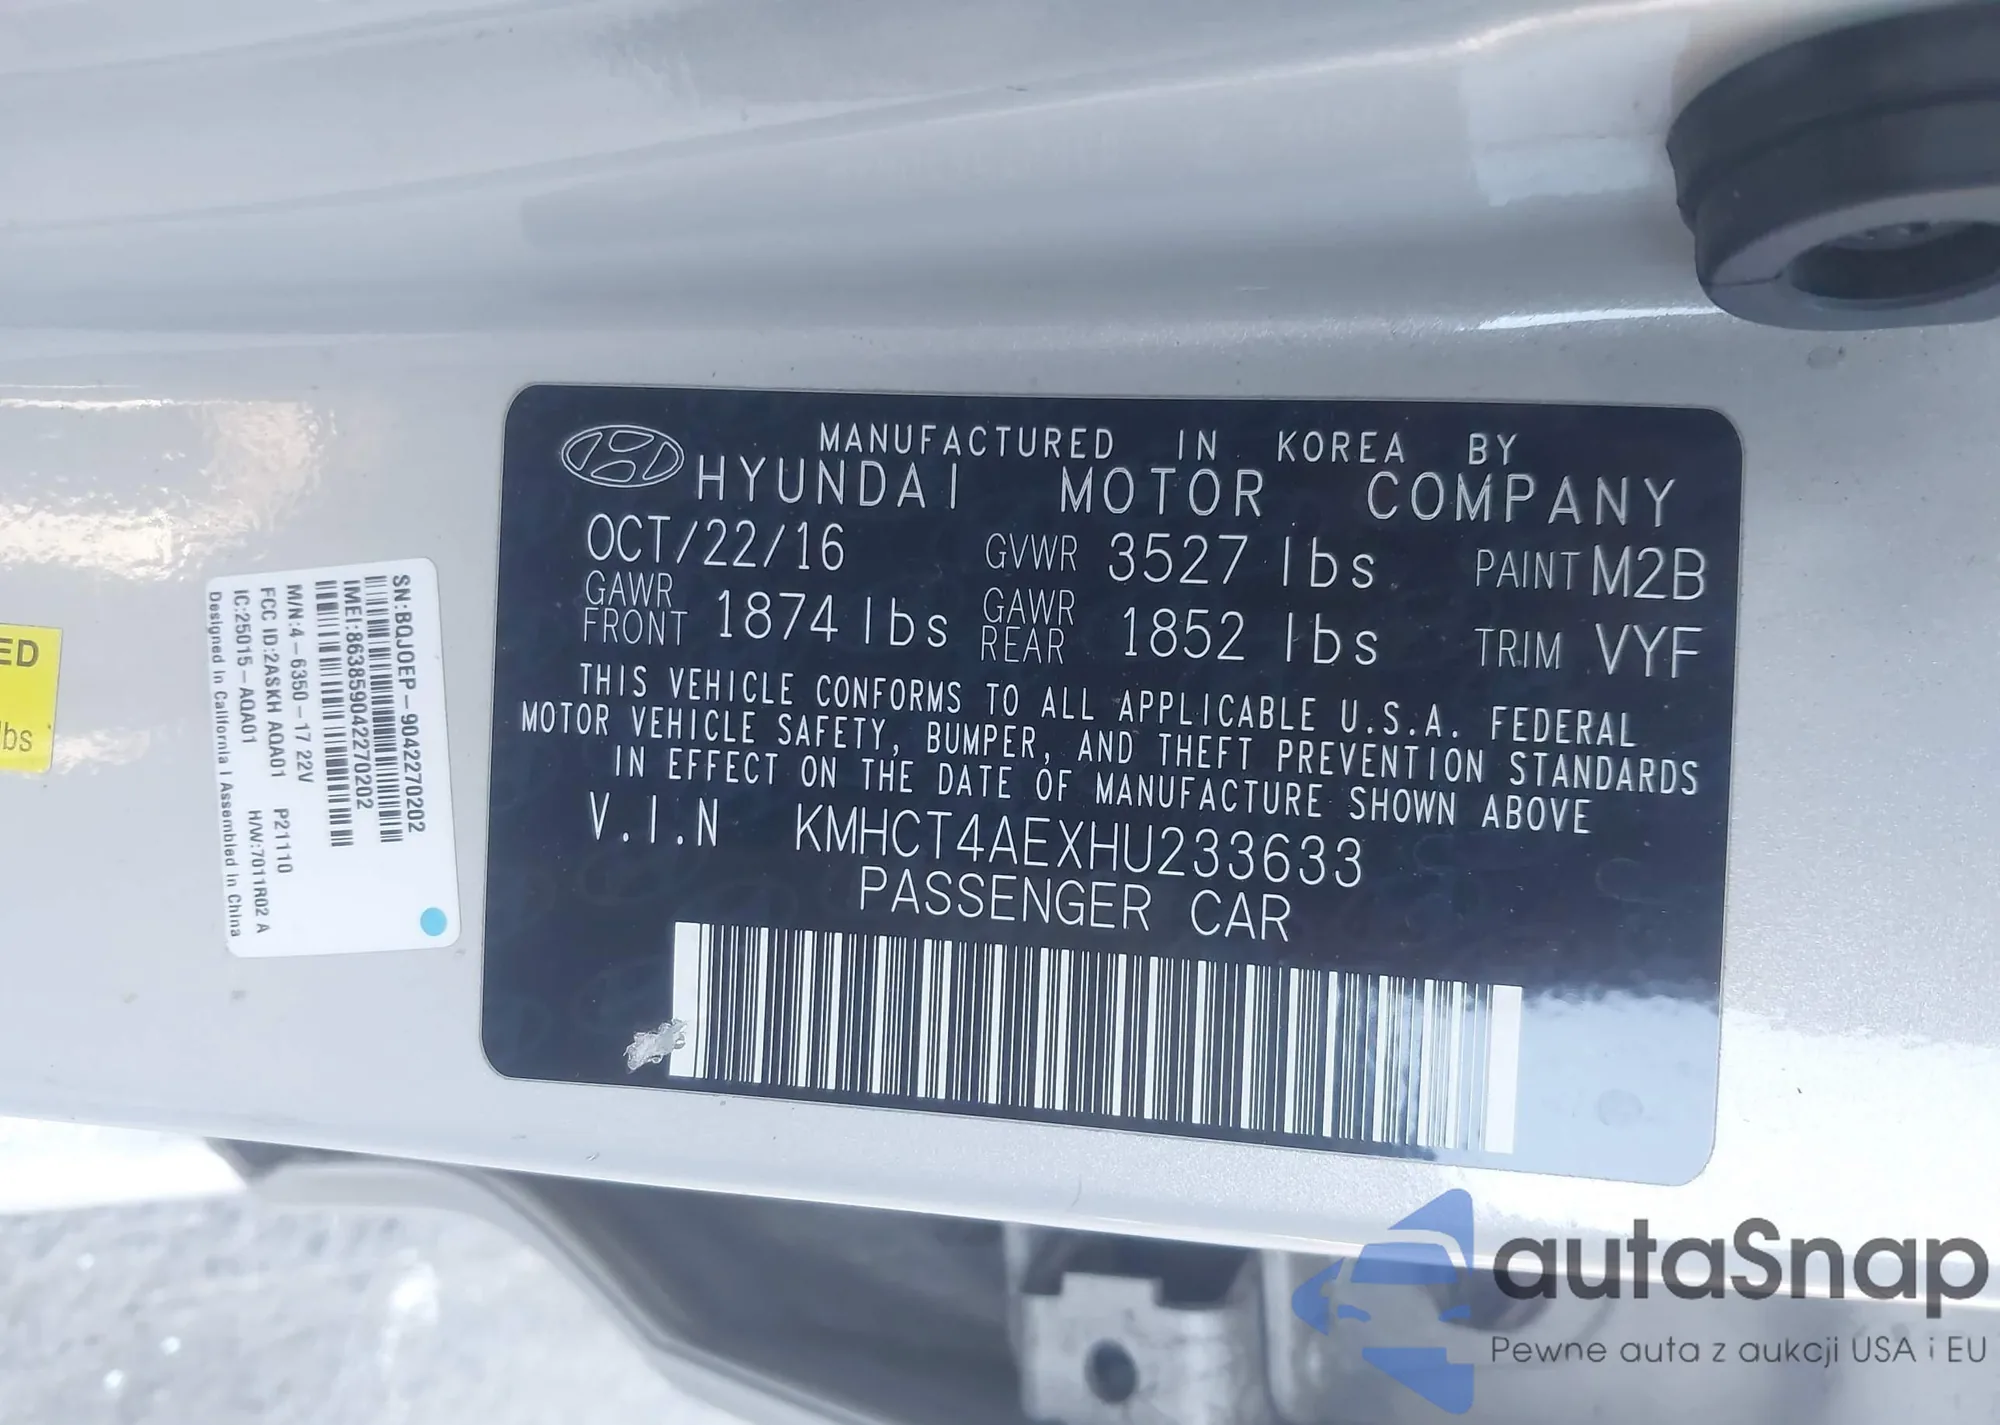 MANUFACTURED IN KOREA BY
HYUNDAI MOTOR COMPANY
OCT/22/16 GVWR 3527 lbs PAINT M2B
GAWR FRONT 1874 lbs GAWR REAR 1852 lbs TRIM VYF
THIS VEHICLE CONFORMS TO ALL APPLICABLE U.S.A. FEDERAL
MOTOR VEHICLE SAFETY, BUMPER, AND THEFT PREVENTION STANDARDS
IN EFFECT ON THE DATE OF MANUFACTURE SHOWN ABOVE
V.I.N KMHCT4AEXHU233633
PASSENGER CAR
SN:BQJOEP-9042270202
IMEI:863859042270202
M/N:4-6350-17 22V
FCC ID:2ASKH AQA01 P21110
IC:25015-AQA01 H/W:7011R02 A
Designed in California | Assembled in China
ED
lbs
autaSnap
Pewne auta z aukcji USA i EU